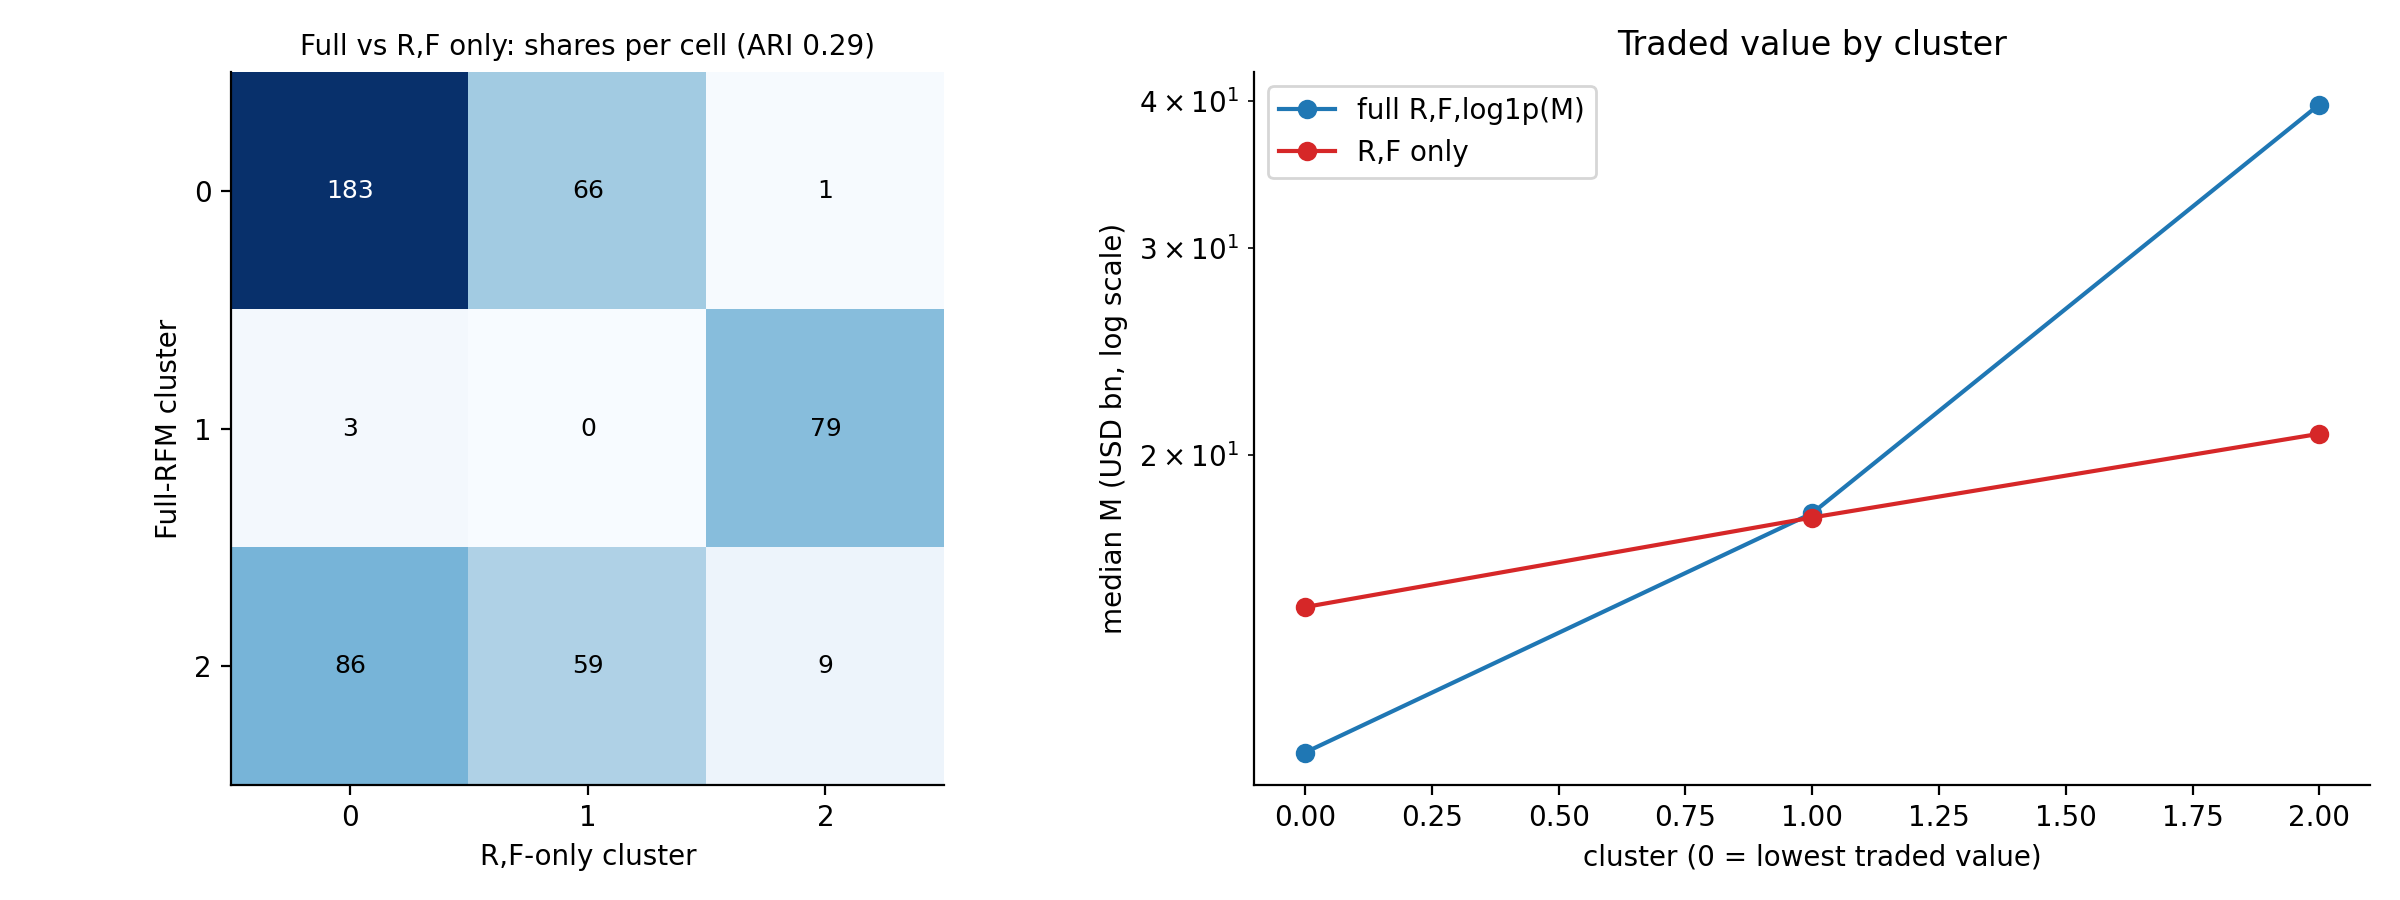 Full vs R,F only: shares per cell (ARI 0.29)
Full-RFM cluster
0
1
2
183
66
1
3
0
79
86
59
9
0
1
2
R,F-only cluster
Traded value by cluster
full R,F,log1p(M)
R,F only
median M (USD bn, log scale)
4 × 10¹
3 × 10¹
2 × 10¹
0.00
0.25
0.50
0.75
1.00
1.25
1.50
1.75
2.00
cluster (0 = lowest traded value)